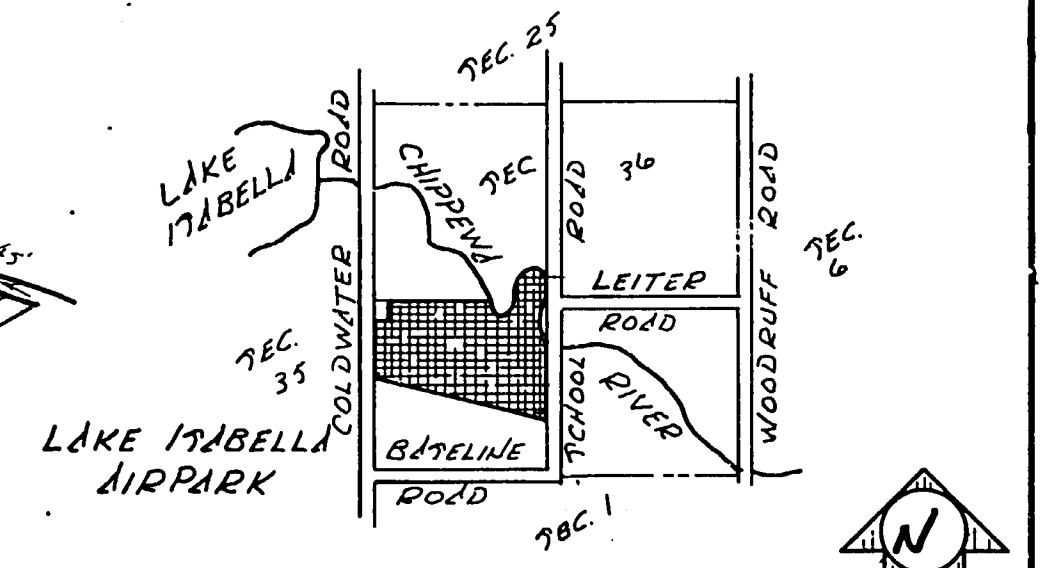 SEC. 25
LAKE
ISABELLA
ROAD
CHIPPEWA
SEC
36
ROAD
ROAD
SEC.
6
LEITER
ROAD
COLDWATER
SEC.
35
WOODRUFF
SCHOOL
RIVER
LAKE ISABELLA
AIRPARK
BASELINE
ROAD
SEC. 1
N